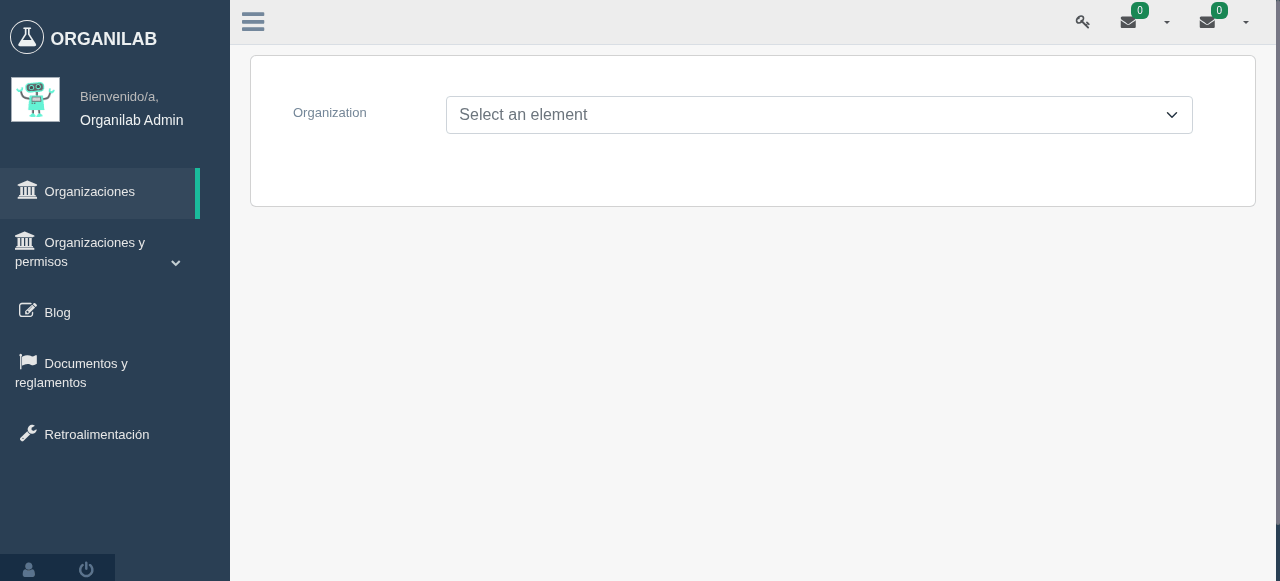 ORGANILAB
Bienvenido/a,
Organilab Admin
Organizaciones
Organizaciones y
permisos
Blog
Documentos y
reglamentos
Retroalimentación
0
0
Organization
Select an element